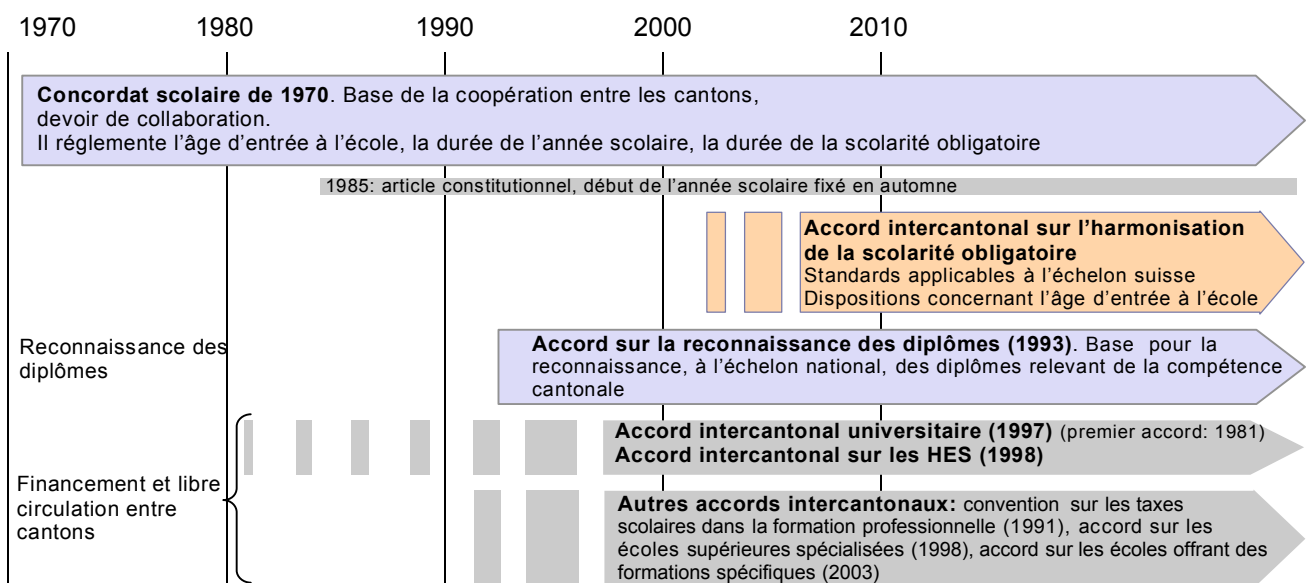 1970 1980 1990 2000 2010
Concordat scolaire de 1970. Base de la coopération entre les cantons,
devoir de collaboration.
Il réglemente l’âge d’entrée à l’école, la durée de l’année scolaire, la durée de la scolarité obligatoire
1985: article constitutionnel, début de l’année scolaire fixé en automne
Accord intercantonal sur l’harmonisation
de la scolarité obligatoire
Standards applicables à l’échelon suisse
Dispositions concernant l’âge d’entrée à l’école
Reconnaissance des
diplômes
Accord sur la reconnaissance des diplômes (1993). Base pour la
reconnaissance, à l’échelon national, des diplômes relevant de la compétence
cantonale
Financement et libre
circulation entre
cantons
Accord intercantonal universitaire (1997) (premier accord: 1981)
Accord intercantonal sur les HES (1998)
Autres accords intercantonaux: convention sur les taxes
scolaires dans la formation professionnelle (1991), accord sur les
écoles supérieures spécialisées (1998), accord sur les écoles offrant des
formations spécifiques (2003)